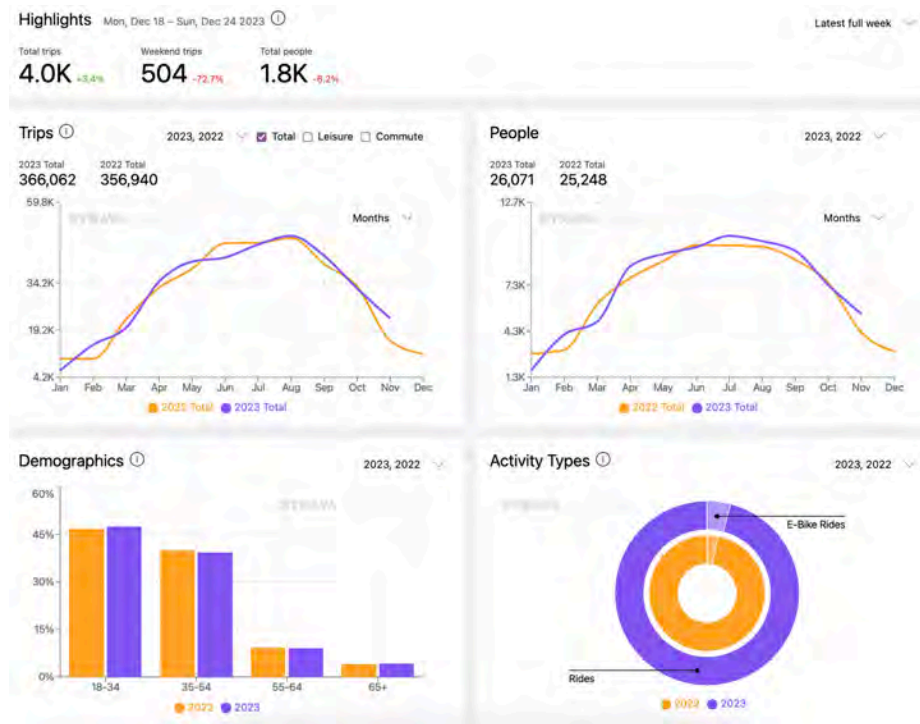 Highlights Mon, Dec 18 – Sun, Dec 24 2023
Latest full week
Total trips Weekend trips Total people
4.0K +3.4% 504 -72.7% 1.8K -6.2%
Trips 2023, 2022 Total Leisure Commute
2023 Total 2022 Total
366,062 356,940
59.8K
Months
34.2K
19.2K
4.2K
Jan Feb Mar Apr May Jun Jul Aug Sep Oct Nov Dec
2022 Total 2023 Total
People 2023, 2022
2023 Total 2022 Total
26,071 25,248
12.7K
Months
7.3K
4.3K
1.3K
Jan Feb Mar Apr May Jun Jul Aug Sep Oct Nov Dec
2022 Total 2023 Total
Demographics 2023, 2022
60%
45%
30%
15%
0%
18-34 35-54 55-64 65+
2022 2023
Activity Types 2023, 2022
E-Bike Rides
Rides
2022 2023